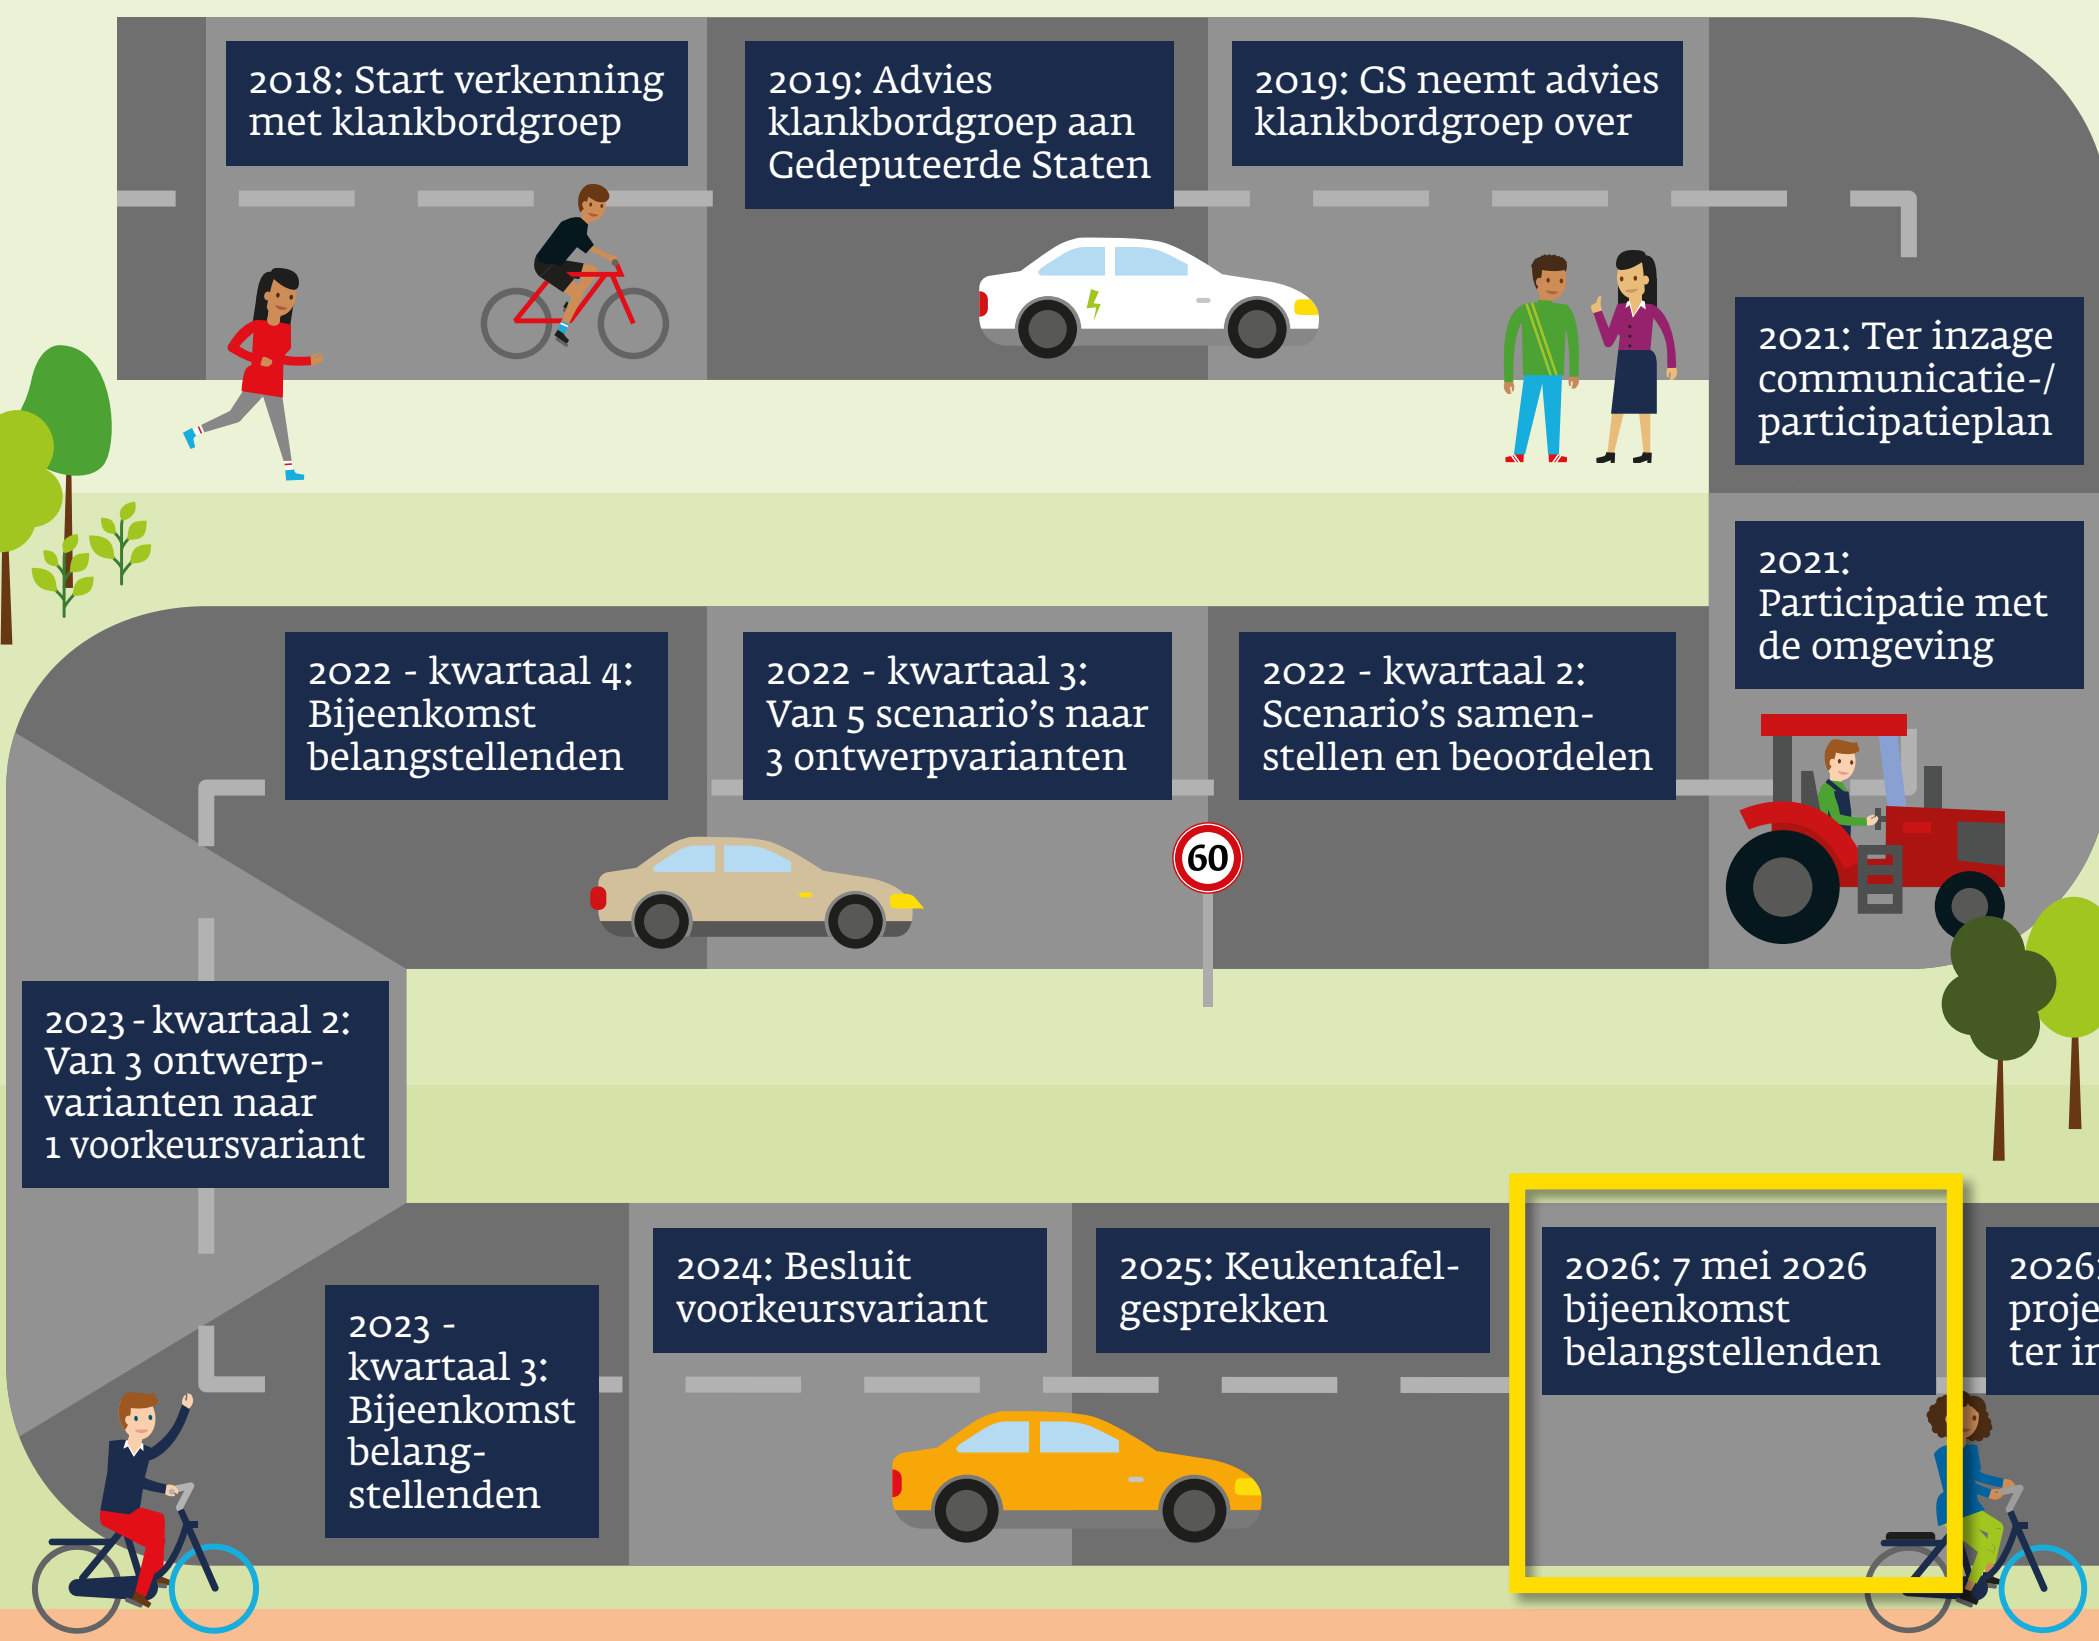 2018: Start verkenning
met klankbordgroep
2019: Advies
klankbordgroep aan
Gedeputeerde Staten
2019: GS neemt advies
klankbordgroep over
2021: Ter inzage
communicatie-/
participatieplan
2021:
Participatie met
de omgeving
2022 - kwartaal 2:
Scenario’s samen-
stellen en beoordelen
60
2022 - kwartaal 3:
Van 5 scenario’s naar
3 ontwerpvarianten
2022 - kwartaal 4:
Bijeenkomst
belangstellenden
2023 - kwartaal 2:
Van 3 ontwerp-
varianten naar
1 voorkeursvariant
2023 -
kwartaal 3:
Bijeenkomst
belang-
stellenden
2024: Besluit
voorkeursvariant
2025: Keukentafel-
gesprekken
2026: 7 mei 2026
bijeenkomst
belangstellenden
2026:
ter